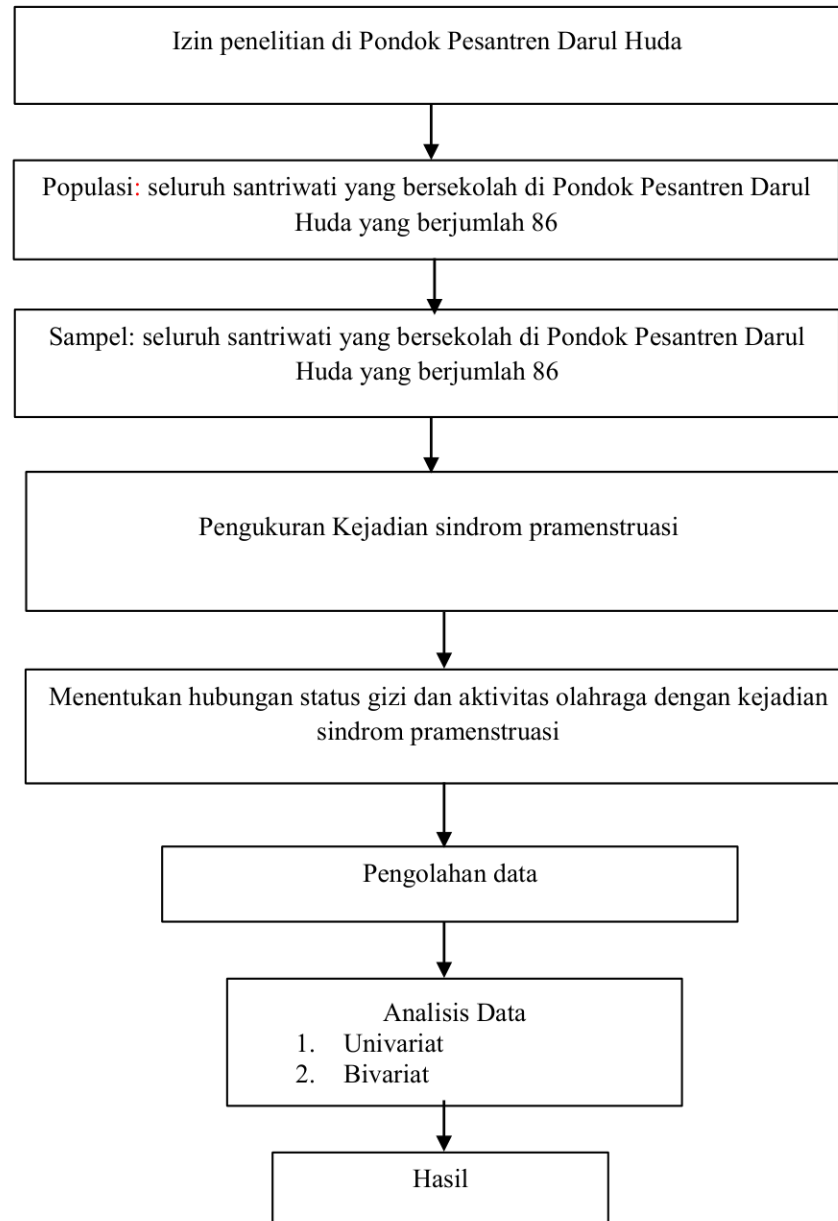 Izin penelitian di Pondok Pesantren Darul Huda
Populasi: seluruh santriwati yang bersekolah di Pondok Pesantren Darul
Huda yang berjumlah 86
Sampel: seluruh santriwati yang bersekolah di Pondok Pesantren Darul
Huda yang berjumlah 86
Pengukuran Kejadian sindrom pramenstruasi
Menentukan hubungan status gizi dan aktivitas olahraga dengan kejadian
sindrom pramenstruasi
Pengolahan data
Analisis Data
1. Univariat
2. Bivariat
Hasil